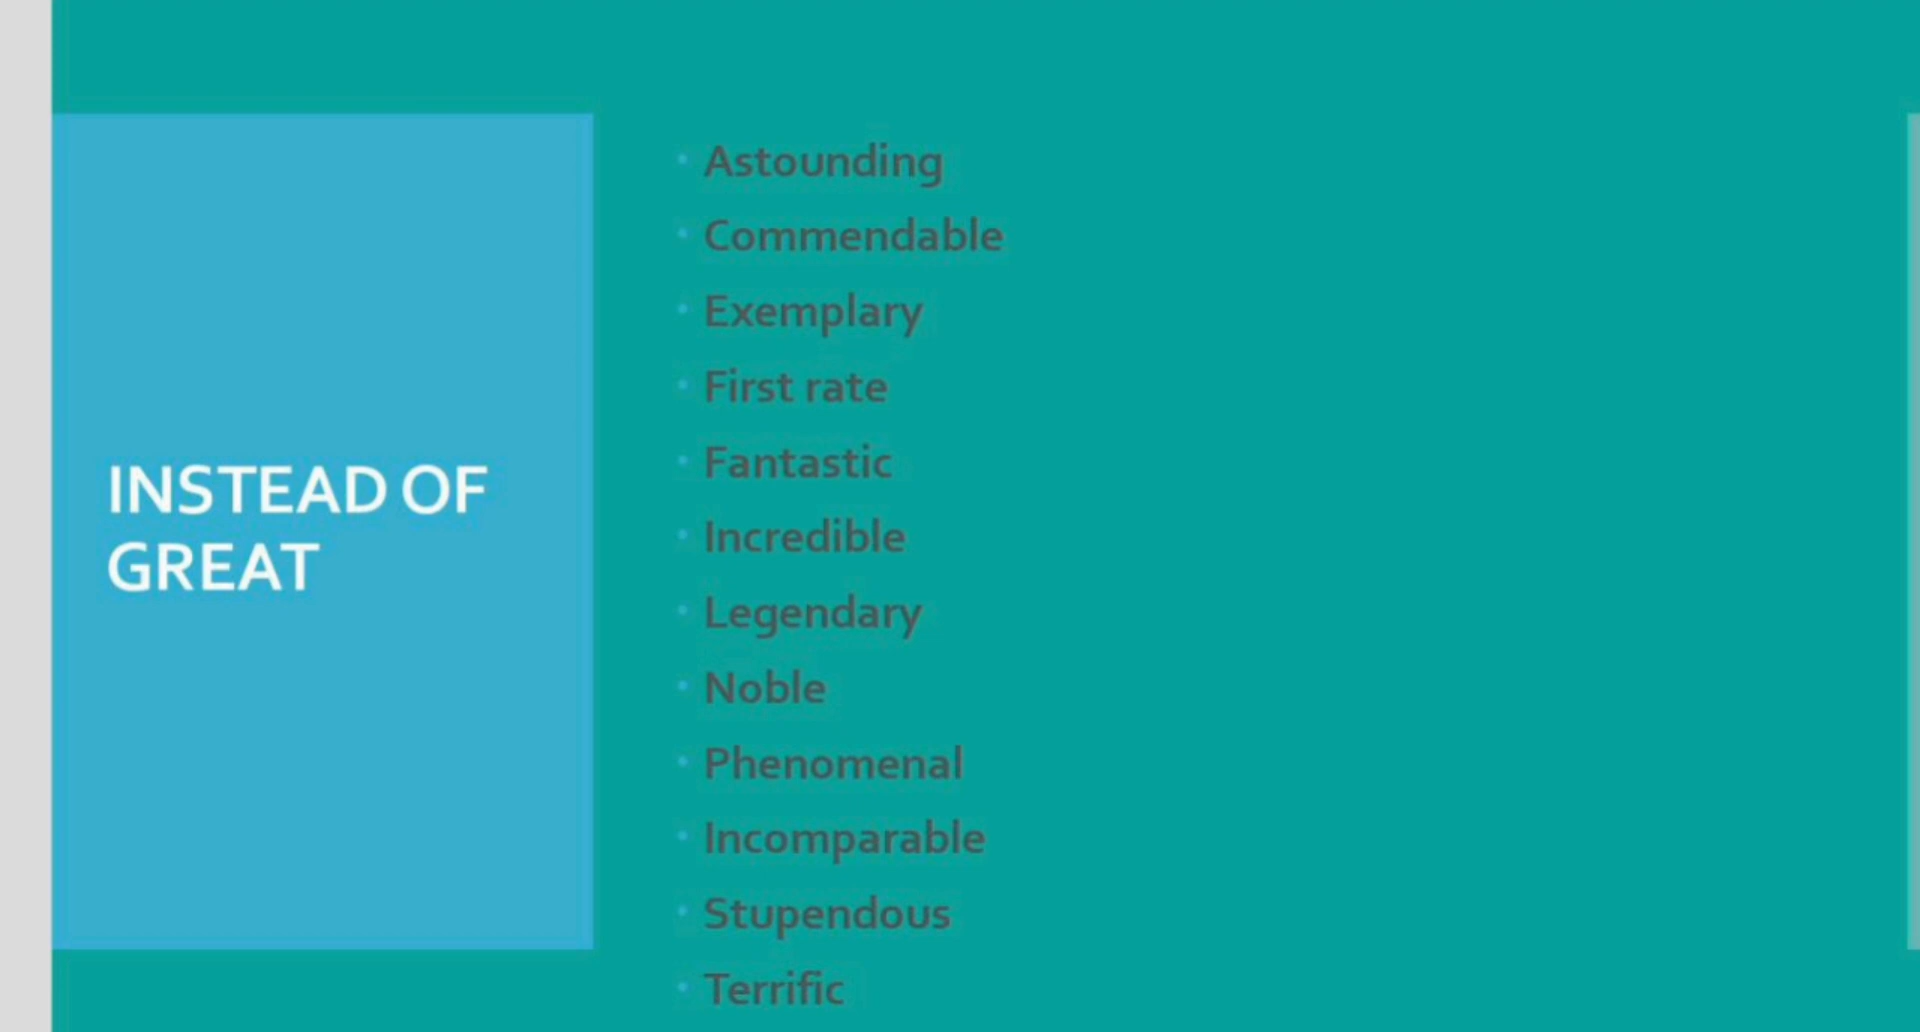 INSTEAD OF
GREAT
Astounding
Commendable
Exemplary
First rate
Fantastic
Incredible
Legendary
Noble
Phenomenal
Incomparable
Stupendous
Terrific